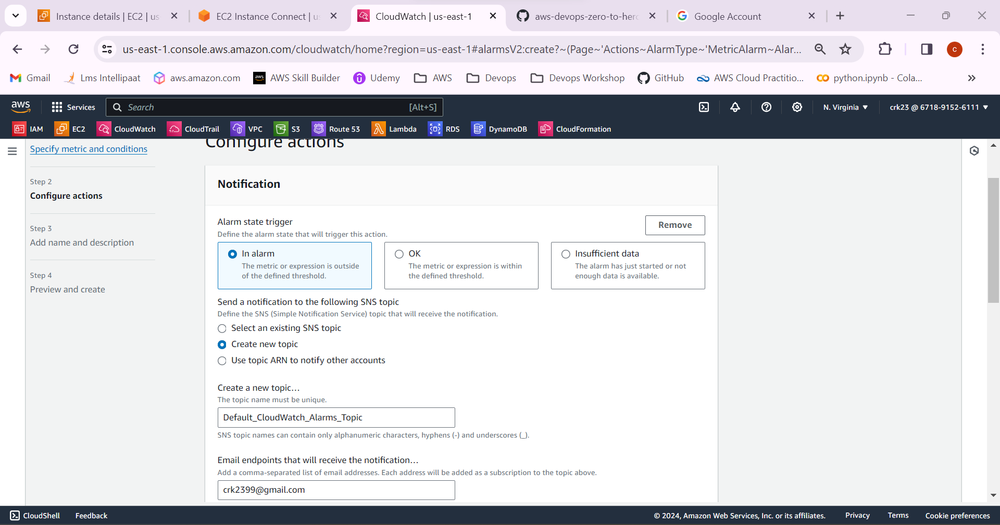 Instance details | EC2 | us
EC2 Instance Connect | us
CloudWatch | us-east-1
aws-devops-zero-to-hero
Google Account
us-east-1.console.aws.amazon.com/cloudwatch/home?region=us-east-1#alarmsV2:create?~(Page~'Actions~AlarmType~'MetricAlarm~Alar...
C
Gmail
Lms Intellipaat
aws.amazon.com
aws
AWS Skill Builder
Udemy
AWS
Devops
Devops Workshop
GitHub
AWS Cloud Practitio...
python.ipynb - Cola...
aws
Services
Search
[Alt+S]
N. Virginia
crk23 @ 6718-9152-6111
IAM
EC2
CloudWatch
CloudTrail
VPC
S3
Route 53
Lambda
RDS
DynamoDB
CloudFormation
Specify metric and conditions
Step 2
Configure actions
Step 3
Add name and description
Step 4
Preview and create
Configure actions
Notification
Alarm state trigger
Define the alarm state that will trigger this action.
Remove
In alarm
The metric or expression is outside
of the defined threshold.
OK
The metric or expression is within
the defined threshold.
Insufficient data
The alarm has just started or not
enough data is available.
Send a notification to the following SNS topic
Define the SNS (Simple Notification Service) topic that will receive the notification.
Select an existing SNS topic
Create new topic
Use topic ARN to notify other accounts
Create a new topic…
The topic name must be unique.
Default_CloudWatch_Alarms_Topic
SNS topic names can contain only alphanumeric characters, hyphens (-) and underscores (_).
Email endpoints that will receive the notification…
Add a comma-separated list of email addresses. Each address will be added as a subscription to the topic above.
crk2399@gmail.com
CloudShell
Feedback
© 2024, Amazon Web Services, Inc. or its affiliates.
Privacy
Terms
Cookie preferences